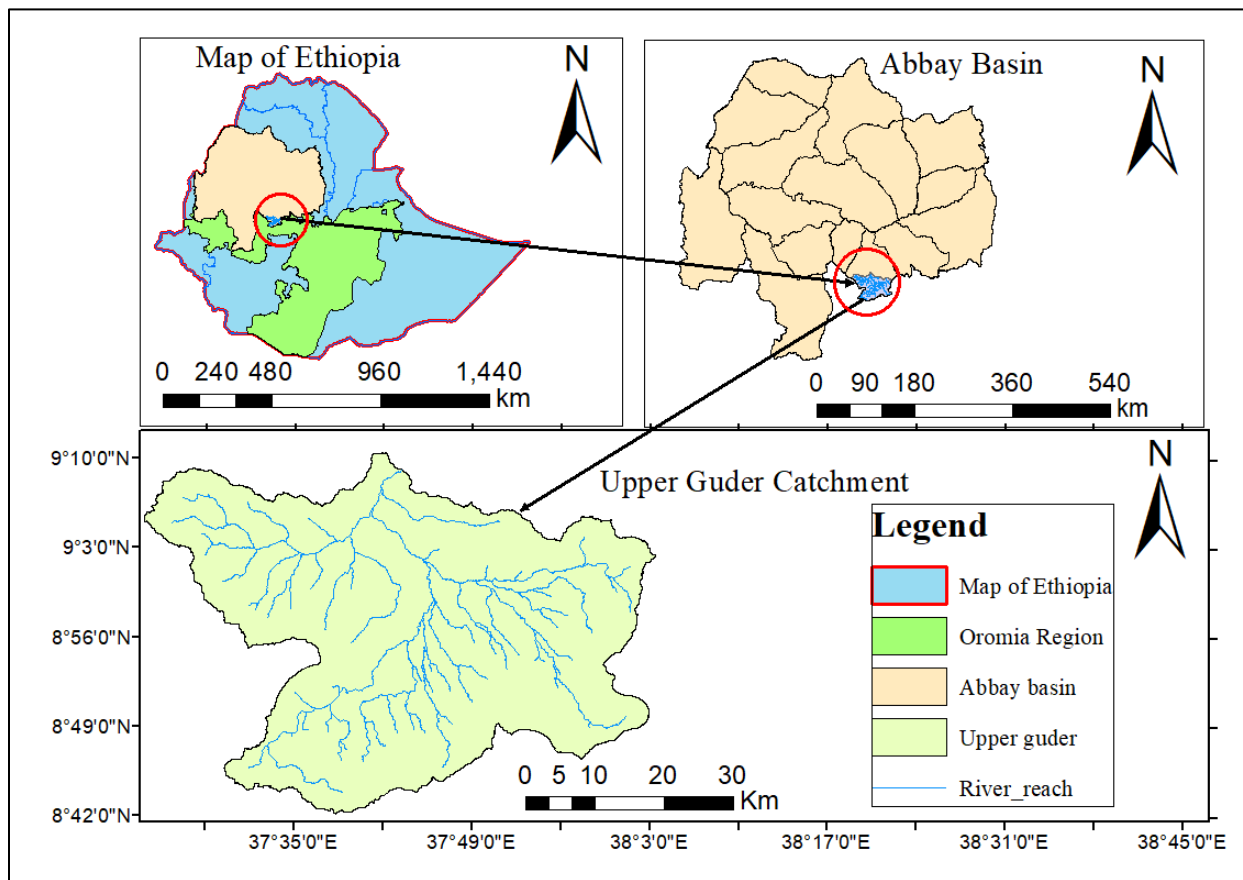 Map of Ethiopia
N
0 240 480 960 1,440
km
Abbay Basin
N
0 90 180 360 540
km
Upper Guder Catchment
N
9°10'0"N
9°3'0"N
8°56'0"N
8°49'0"N
8°42'0"N
Legend
Map of Ethiopia
Oromia Region
Abbay basin
Upper guder
River_reach
0 5 10 20 30
Km
37°35'0"E 37°49'0"E 38°3'0"E 38°17'0"E 38°31'0"E 38°45'0"E